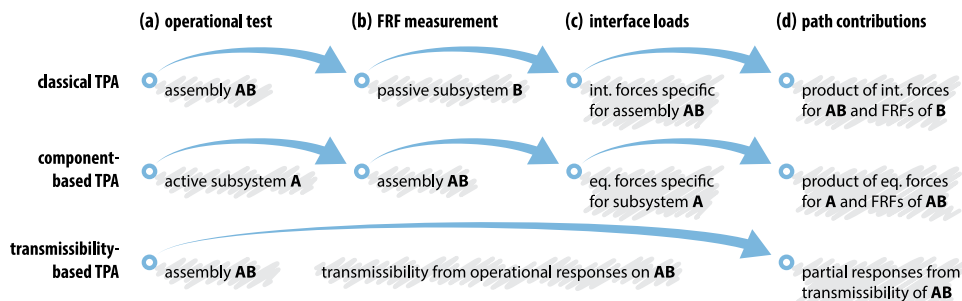 (a) operational test (b) FRF measurement (c) interface loads (d) path contributions
classical TPA
assembly AB passive subsystem B int. forces specific product of int. forces
for assembly AB for AB and FRFs of B
component-
based TPA
active subsystem A assembly AB eq. forces specific product of eq. forces
for subsystem A for A and FRFs of AB
transmissibility-
based TPA
assembly AB transmissibility from operational responses on AB partial responses from
transmissibility of AB